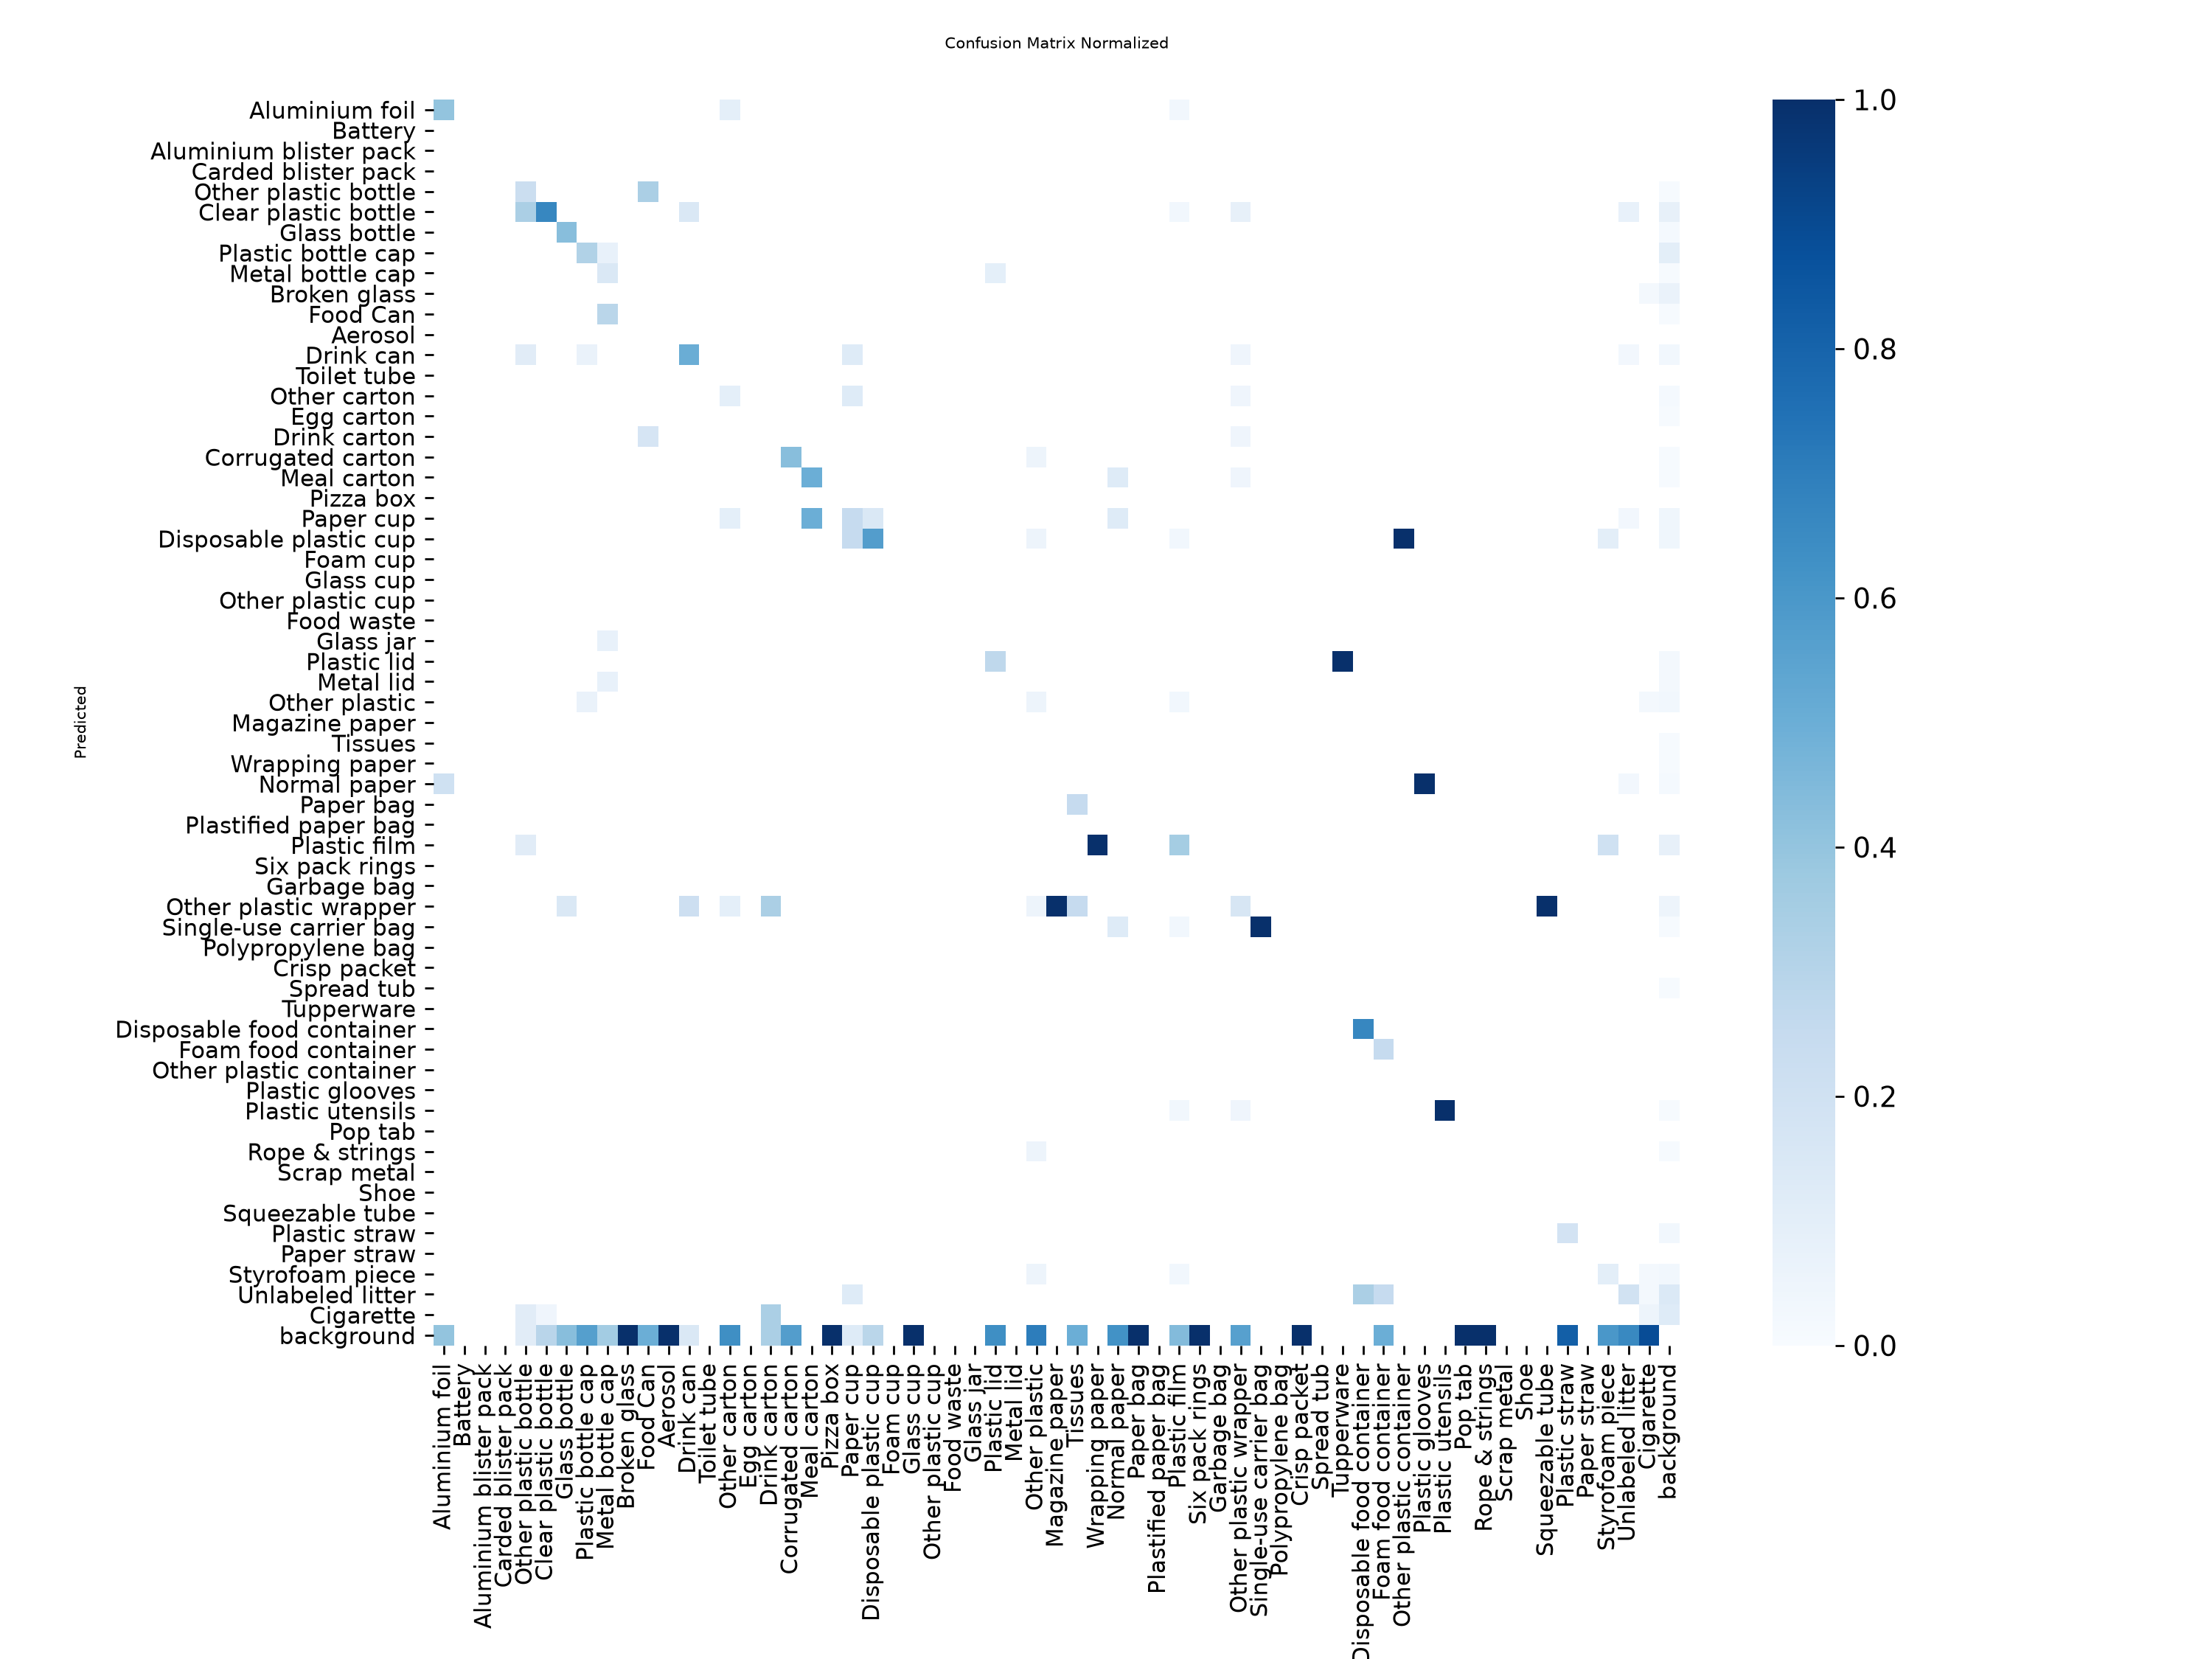 Confusion Matrix Normalized
Aluminium foil
Battery
Aluminium blister pack
Carded blister pack
Other plastic bottle
Clear plastic bottle
Glass bottle
Plastic bottle cap
Metal bottle cap
Broken glass
Food Can
Aerosol
Drink can
Toilet tube
Other carton
Egg carton
Drink carton
Corrugated carton
Meal carton
Pizza box
Paper cup
Disposable plastic cup
Foam cup
Glass cup
Other plastic cup
Food waste
Glass jar
Plastic lid
Metal lid
Other plastic
Magazine paper
Tissues
Wrapping paper
Normal paper
Paper bag
Plastified paper bag
Plastic film
Six pack rings
Garbage bag
Other plastic wrapper
Single-use carrier bag
Polypropylene bag
Crisp packet
Spread tub
Tupperware
Disposable food container
Foam food container
Other plastic container
Plastic glooves
Plastic utensils
Pop tab
Rope & strings
Scrap metal
Shoe
Squeezable tube
Plastic straw
Paper straw
Styrofoam piece
Unlabeled litter
Cigarette
background
Predicted
Aluminium foil
Battery
Aluminium blister pack
Carded blister pack
Other plastic bottle
Clear plastic bottle
Glass bottle
Plastic bottle cap
Metal bottle cap
Broken glass
Food Can
Aerosol
Drink can
Toilet tube
Other carton
Egg carton
Drink carton
Corrugated carton
Meal carton
Pizza box
Paper cup
Disposable plastic cup
Foam cup
Glass cup
Other plastic cup
Food waste
Glass jar
Plastic lid
Metal lid
Other plastic
Magazine paper
Tissues
Wrapping paper
Normal paper
Paper bag
Plastified paper bag
Plastic film
Six pack rings
Garbage bag
Other plastic wrapper
Single-use carrier bag
Polypropylene bag
Crisp packet
Spread tub
Tupperware
Disposable food container
Foam food container
Other plastic container
Plastic glooves
Plastic utensils
Pop tab
Rope & strings
Scrap metal
Shoe
Squeezable tube
Plastic straw
Paper straw
Styrofoam piece
Unlabeled litter
Cigarette
background
1.0
0.8
0.6
0.4
0.2
0.0